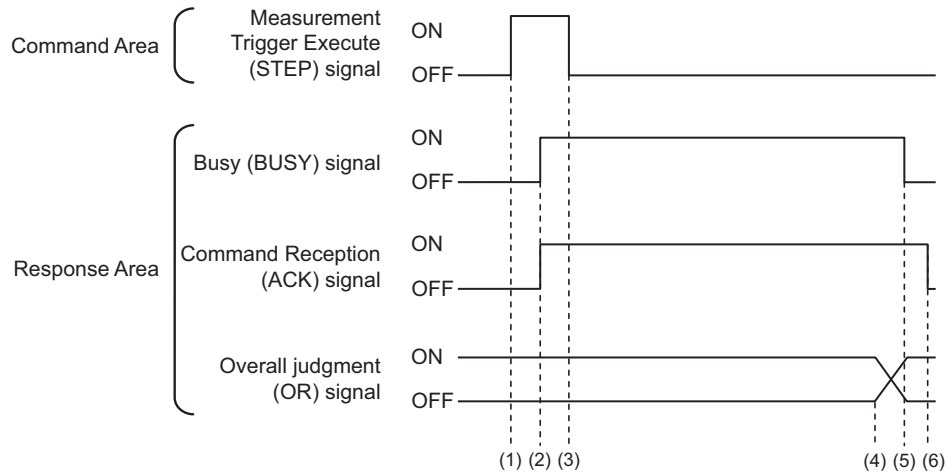 Command Area
Measurement
Trigger Execute
(STEP) signal
ON
OFF
Response Area
Busy (BUSY) signal
ON
OFF
Command Reception
(ACK) signal
ON
OFF
Overall judgment
(OR) signal
ON
OFF
(1) (2) (3) (4) (5) (6)